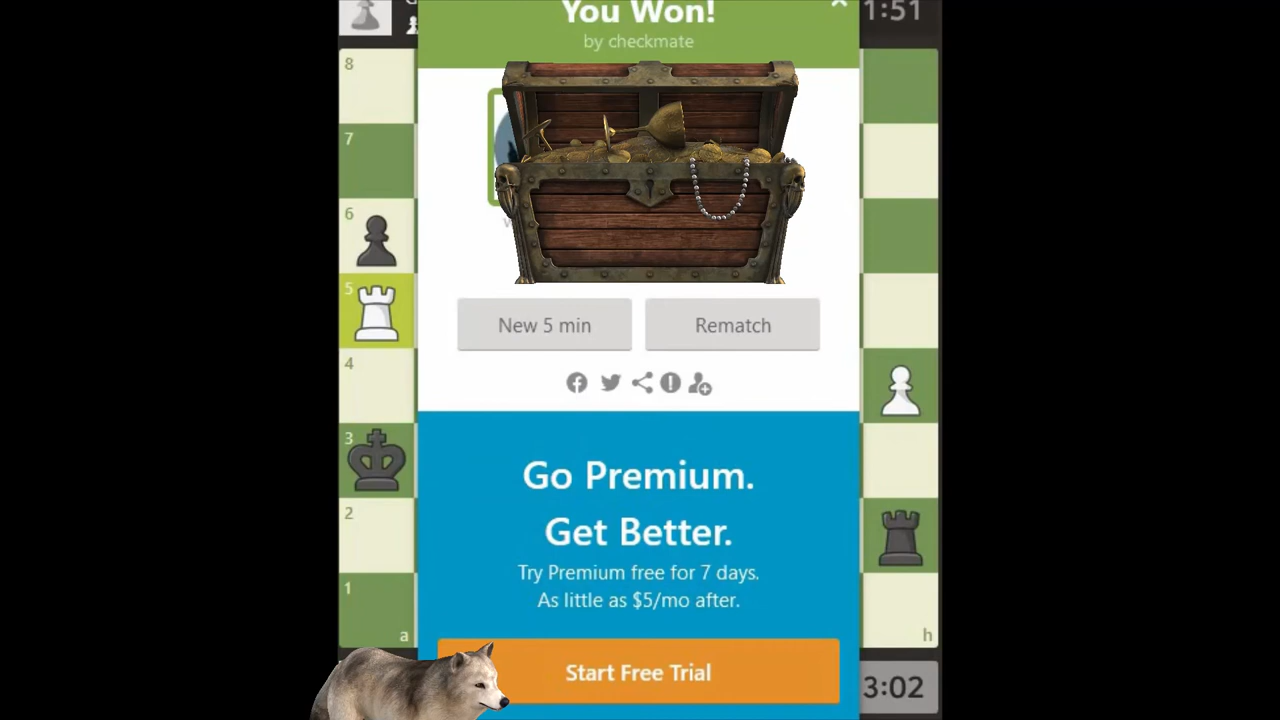 You Won!
by checkmate
1:51
8
7
6
5
4
3
2
1
a
h
New 5 min
Rematch
Go Premium.
Get Better.
Try Premium free for 7 days.
As little as $5/mo after.
Start Free Trial
3:02